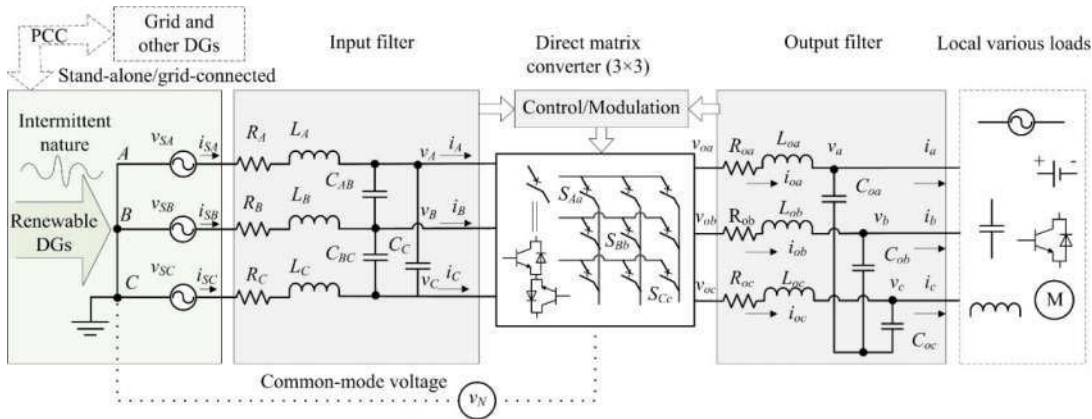 PCC
Grid and
other DGs
Stand-alone/grid-connected
Input filter
Direct matrix
converter (3×3)
Output filter
Local various loads
Control/Modulation
Intermittent
nature
Renewable
DGs
A
v_SA
i_SA
R_A
L_A
v_A
i_A
C_AB
B
v_SB
i_SB
R_B
L_B
v_B
i_B
C_BC
C_C
C
v_SC
i_SC
R_C
L_C
v_C
i_C
S_Aa
S_Bb
S_Cc
v_oa
R_oa
L_oa
i_oa
v_a
C_oa
i_a
v_ob
R_ob
L_ob
i_ob
v_b
C_ob
i_b
v_oc
R_oc
L_oc
i_oc
v_c
C_oc
i_c
+ -
M
Common-mode voltage
v_N